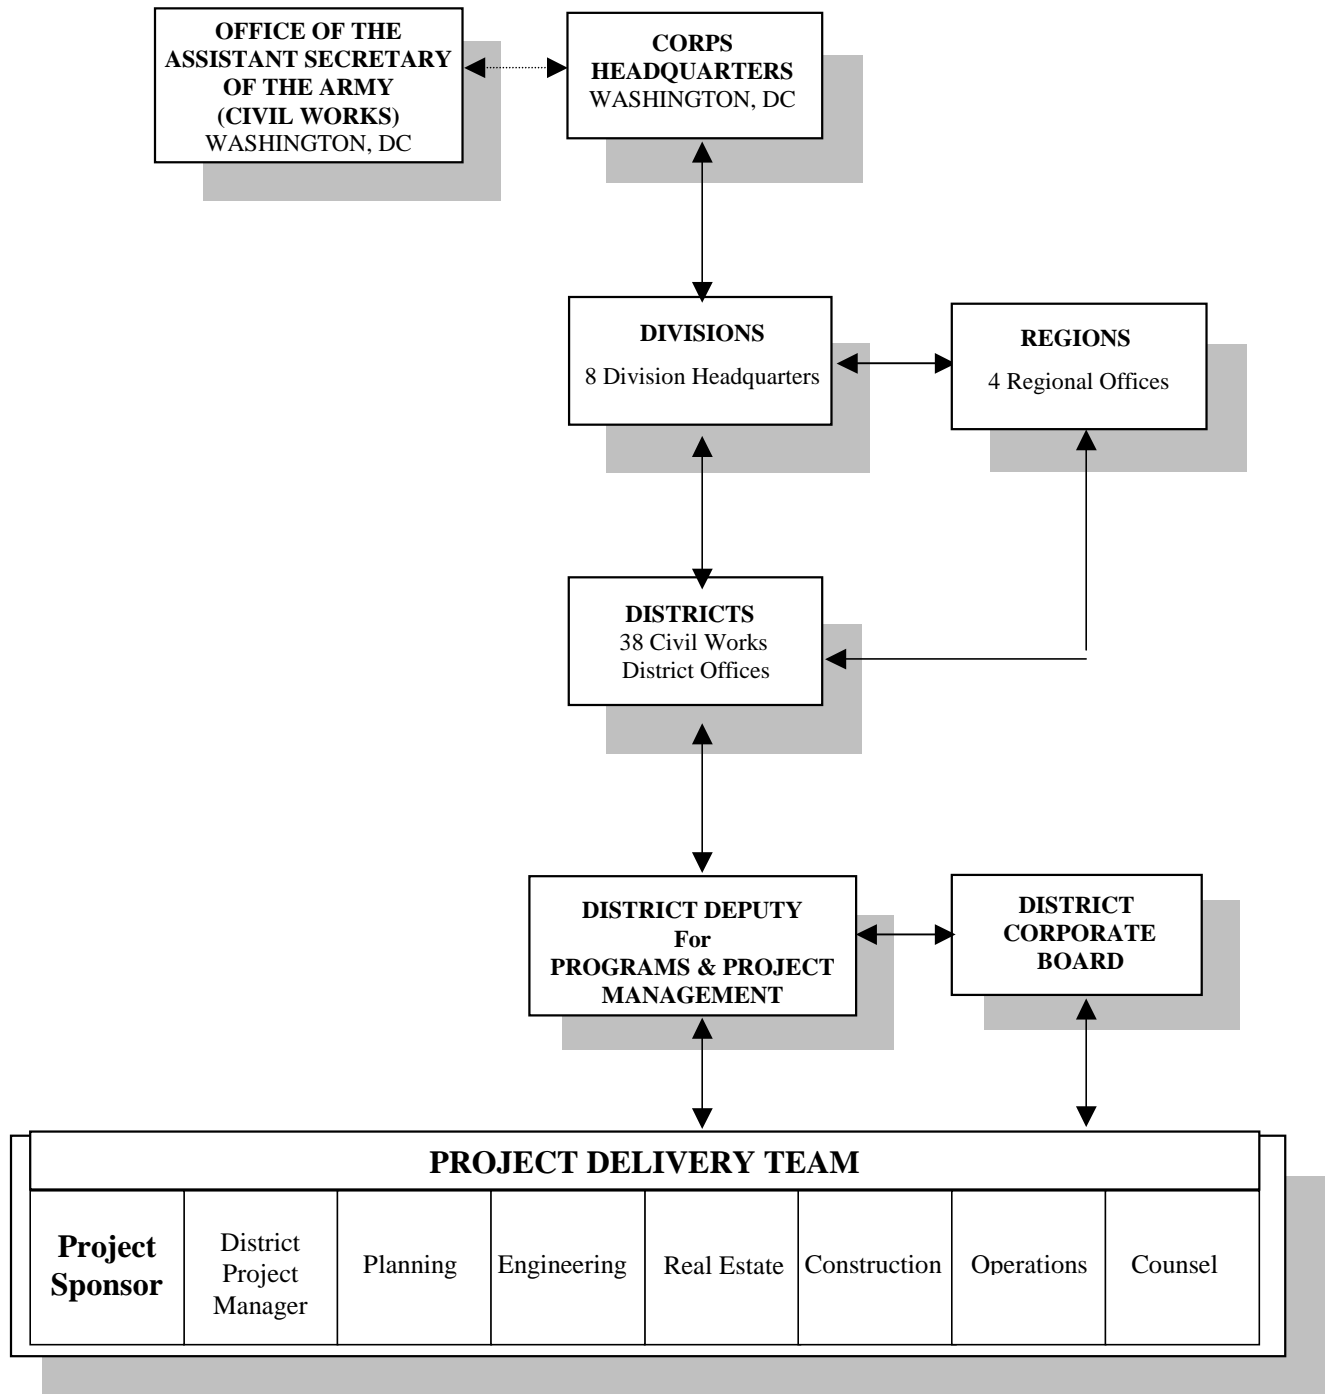 OFFICE OF THE
ASSISTANT SECRETARY
OF THE ARMY
(CIVIL WORKS)
WASHINGTON, DC
CORPS
HEADQUARTERS
WASHINGTON, DC
DIVISIONS
8 Division Headquarters
REGIONS
4 Regional Offices
DISTRICTS
38 Civil Works
District Offices
DISTRICT DEPUTY
For
PROGRAMS & PROJECT
MANAGEMENT
DISTRICT
CORPORATE
BOARD
PROJECT DELIVERY TEAM
Project
Sponsor
District
Project
Manager
Planning
Engineering
Real Estate
Construction
Operations
Counsel